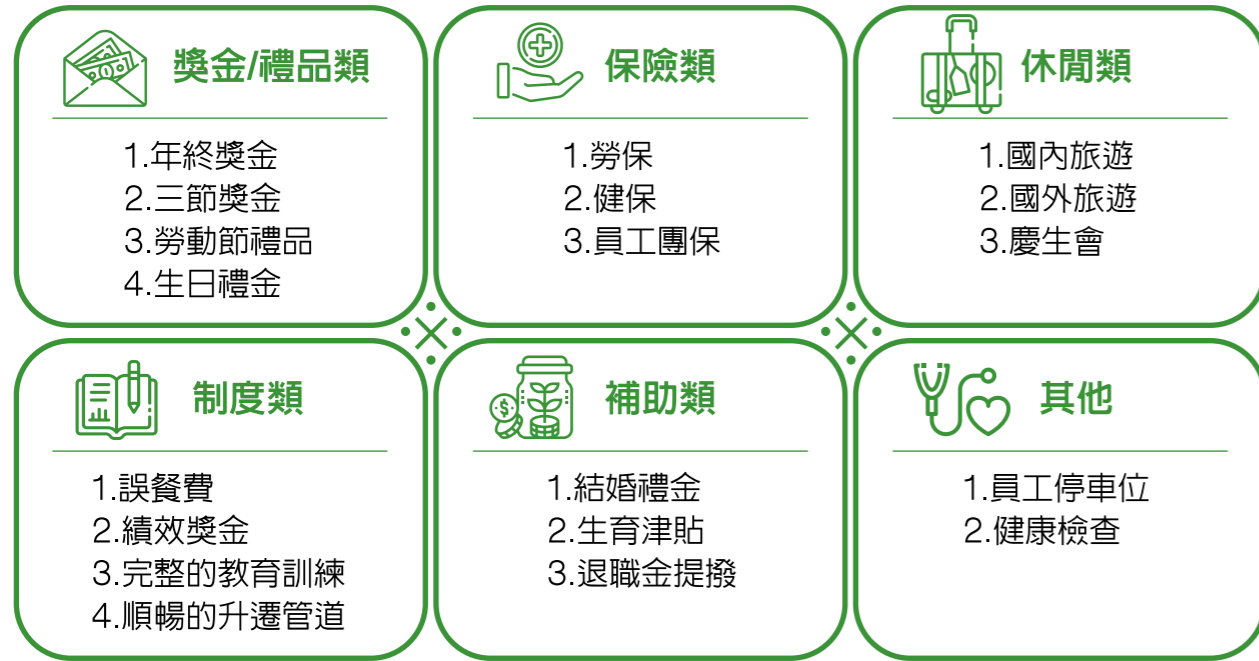 獎金/禮品類
1.年終獎金
2.三節獎金
3.勞動節禮品
4.生日禮金
保險類
1.勞保
2.健保
3.員工團保
休閒類
1.國內旅遊
2.國外旅遊
3.慶生會
制度類
1.誤餐費
2.績效獎金
3.完整的教育訓練
4.順暢的升遷管道
補助類
1.結婚禮金
2.生育津貼
3.退職金提撥
其他
1.員工停車位
2.健康檢查